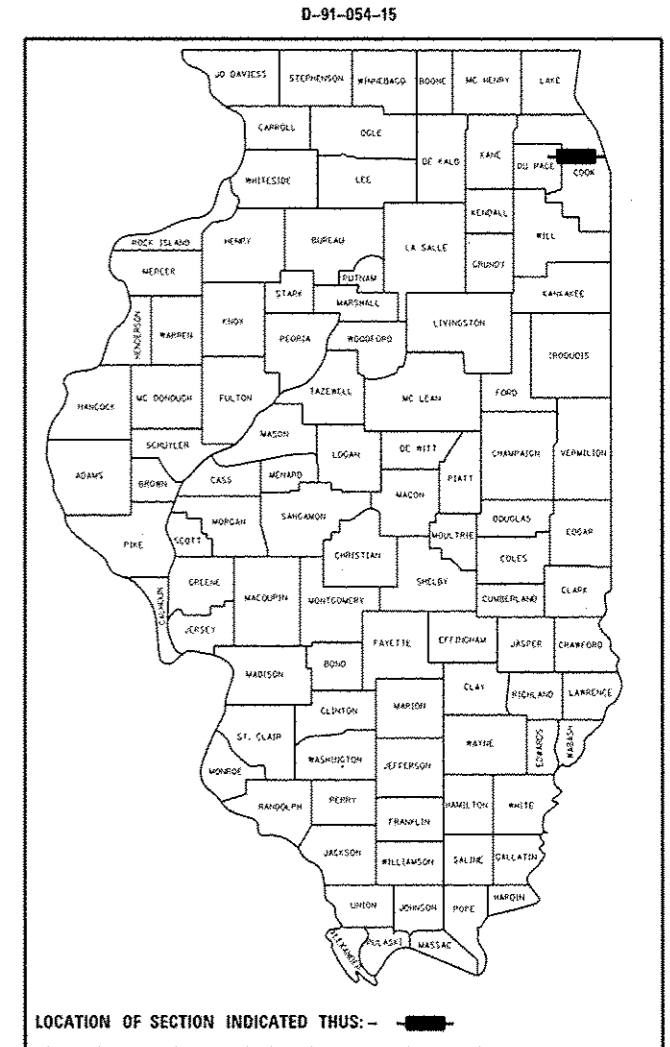 D-91-054-15
JO DAVIESS STEPHENSON WINNEBAGO BOONE MC HENRY LAKE
CARROLL OGLE
DE KALB KANE DU PAGE COOK
WHITESIDE LEE
KENDALL
WILL
ROCK ISLAND HENRY BUREAU LA SALLE
GRUNDY
MERCER PUTNAM
STARK MARSHALL KANKAKEE
HENDERSON WARREN KNOX PEORIA WOODFORD LIVINGSTON
IROQUOIS
HANCOCK MC DONOUGH FULTON TAZEWELL MC LEAN FORD
MASON
SCHUYLER LOGAN DE WITT CHAMPAIGN VERMILION
ADAMS BROWN CASS MENARD PIATT
MACON
MORGAN SANGAMON DOUGLAS EDGAR
PIKE SCOTT CHRISTIAN MOULTRIE
COLES
GREENE MACOUPIN MONTGOMERY SHELBY CUMBERLAND CLARK
CALHOUN JERSEY
FAYETTE EFFINGHAM JASPER CRAWFORD
MADISON BOND
CLAY RICHLAND LAWRENCE
CLINTON MARION
ST. CLAIR WAYNE EDWARDS WABASH
WASHINGTON JEFFERSON
MONROE
RANDOLPH PERRY HAMILTON WHITE
FRANKLIN
JACKSON WILLIAMSON SALINE GALLATIN
UNION JOHNSON POPE HARDIN
ALEXANDER PULASKI MASSAC
LOCATION OF SECTION INDICATED THUS: -